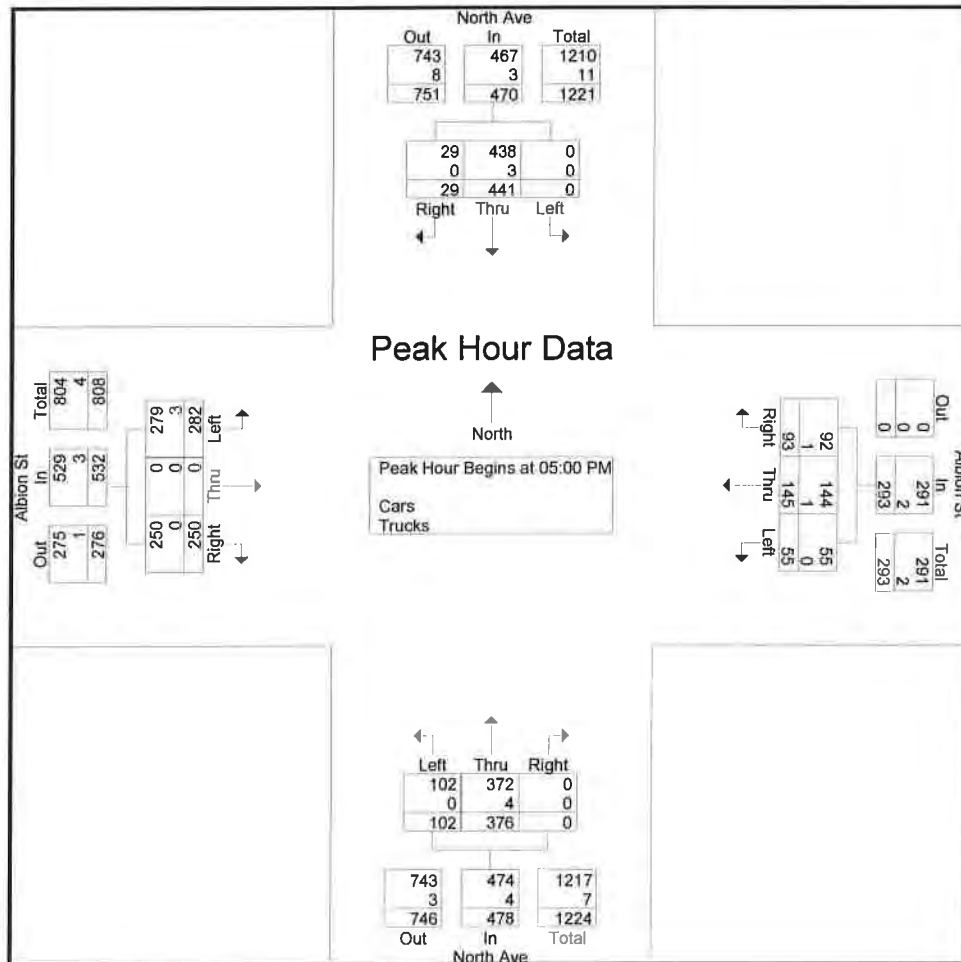 North Ave
Out In Total
743 467 1210
8 3 11
751 470 1221
29 438 0
0 3 0
29 441 0
Right Thru Left
Peak Hour Data
North
Peak Hour Begins at 05:00 PM
Cars
Trucks
Albion St
Out In Total
275 529 804
1 3 4
276 532 808
Right Thru Left
250 0 279
0 0 3
250 0 282
Albion St
Out In Total
0 291 291
0 2 2
0 293 293
92 144 55
1 1 0
93 145 55
Right Thru Left
Left Thru Right
102 372 0
0 4 0
102 376 0
743 474 1217
3 4 7
746 478 1224
Out In Total
North Ave